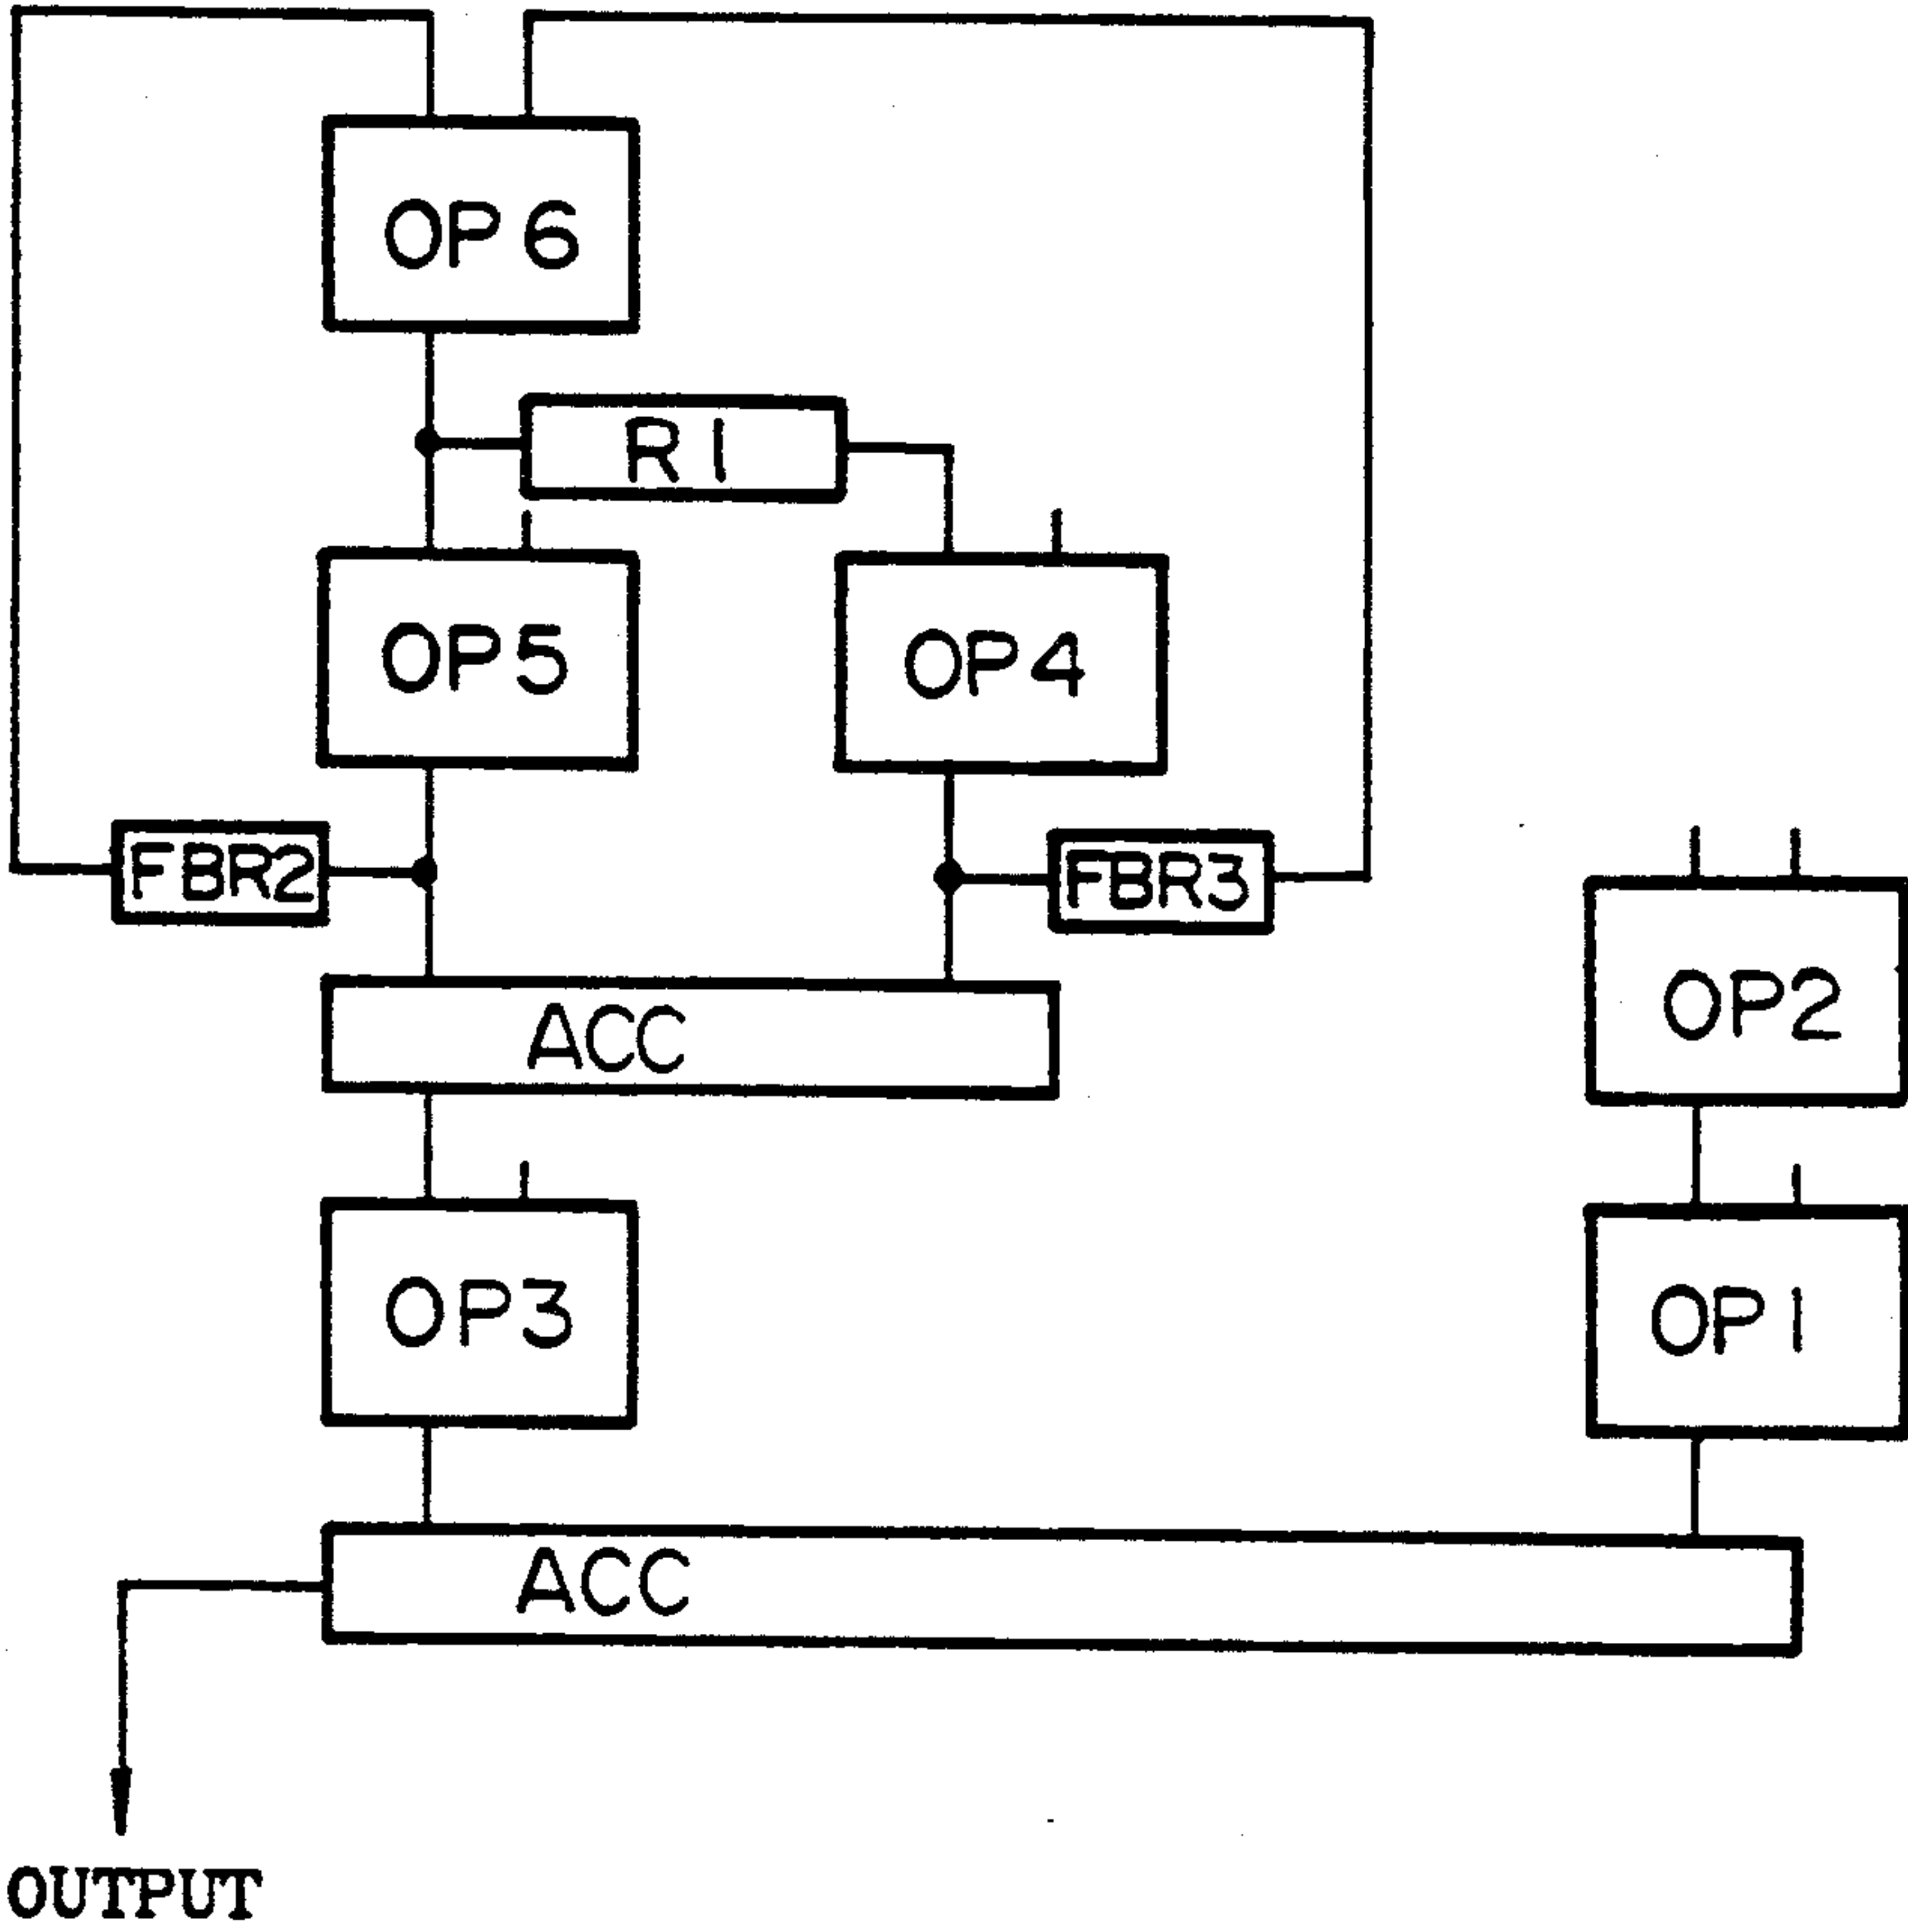 OP6
R1
OP5
OP4
FBR2
FBR3
OP2
ACC
OP3
OP1
ACC
OUTPUT